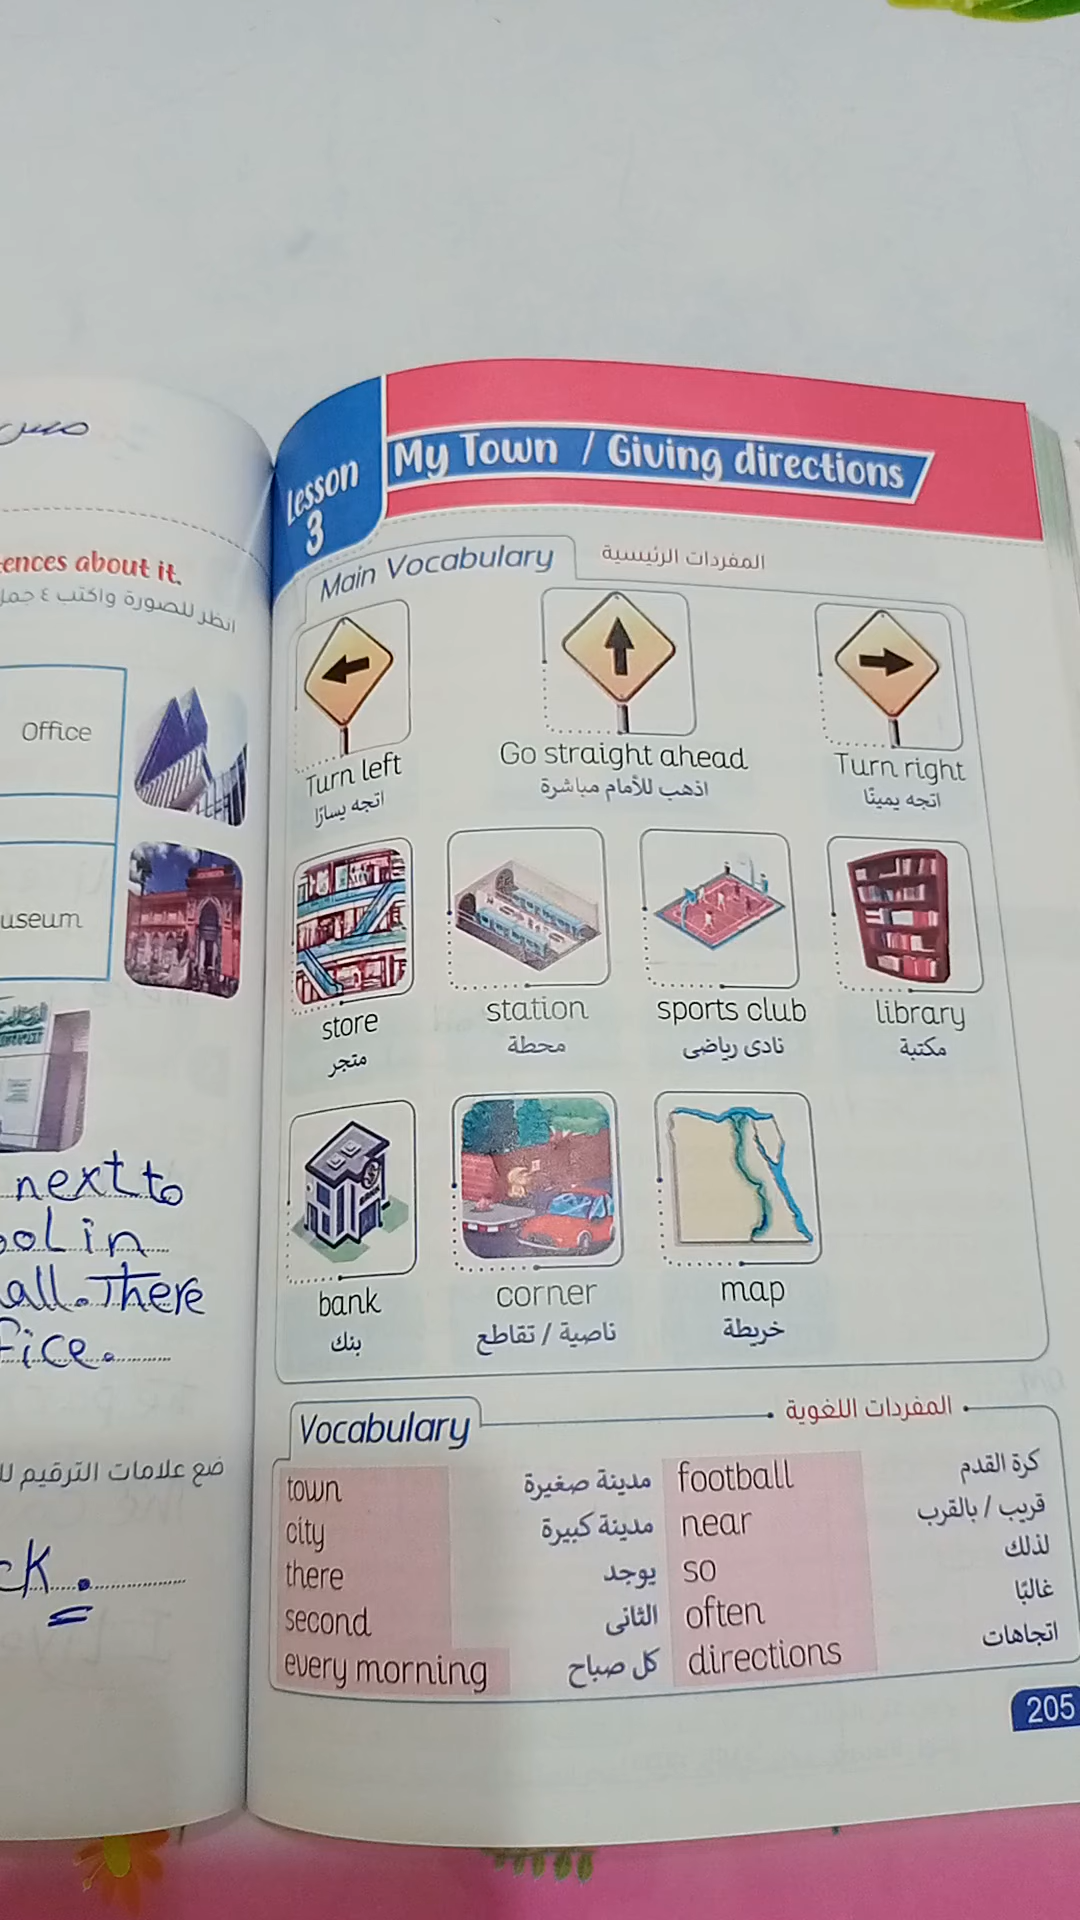 ences about it.
انظر للصورة واكتب ٤ جمل
Office
useum
next to
ol in
all. There
fice.
ضع علامات الترقيم
ck.
Lesson
3
My Town / Giving directions
Main Vocabulary
المفردات الرئيسية
Turn left
Go straight ahead
Turn right
اتجه يسارًا
اذهب للأمام مباشرة
اتجه يمينًا
store
station
sports club
library
متجر
محطة
نادى رياضى
مكتبة
bank
corner
map
بنك
ناصية / تقاطع
خريطة
Vocabulary
المفردات اللغوية
town مدينة صغيرة football كرة القدم
city مدينة كبيرة near قريب / بالقرب
there يوجد so لذلك
second الثانى often غالبًا
every morning كل صباح directions اتجاهات
205